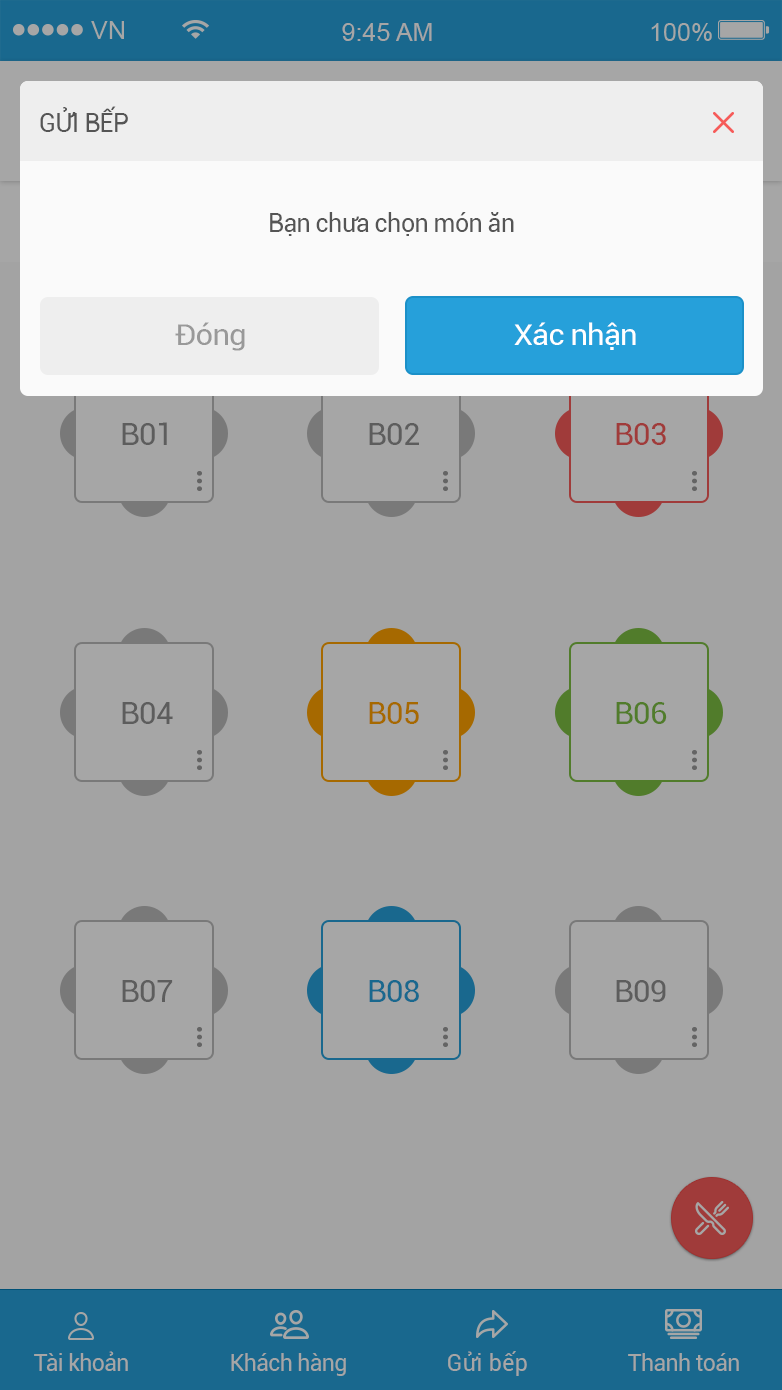 VN 9:45 AM 100%
GỬI BẾP
Bạn chưa chọn món ăn
Đóng Xác nhận
B01 B02 B03
B04 B05 B06
B07 B08 B09
Tài khoản Khách hàng Gửi bếp Thanh toán